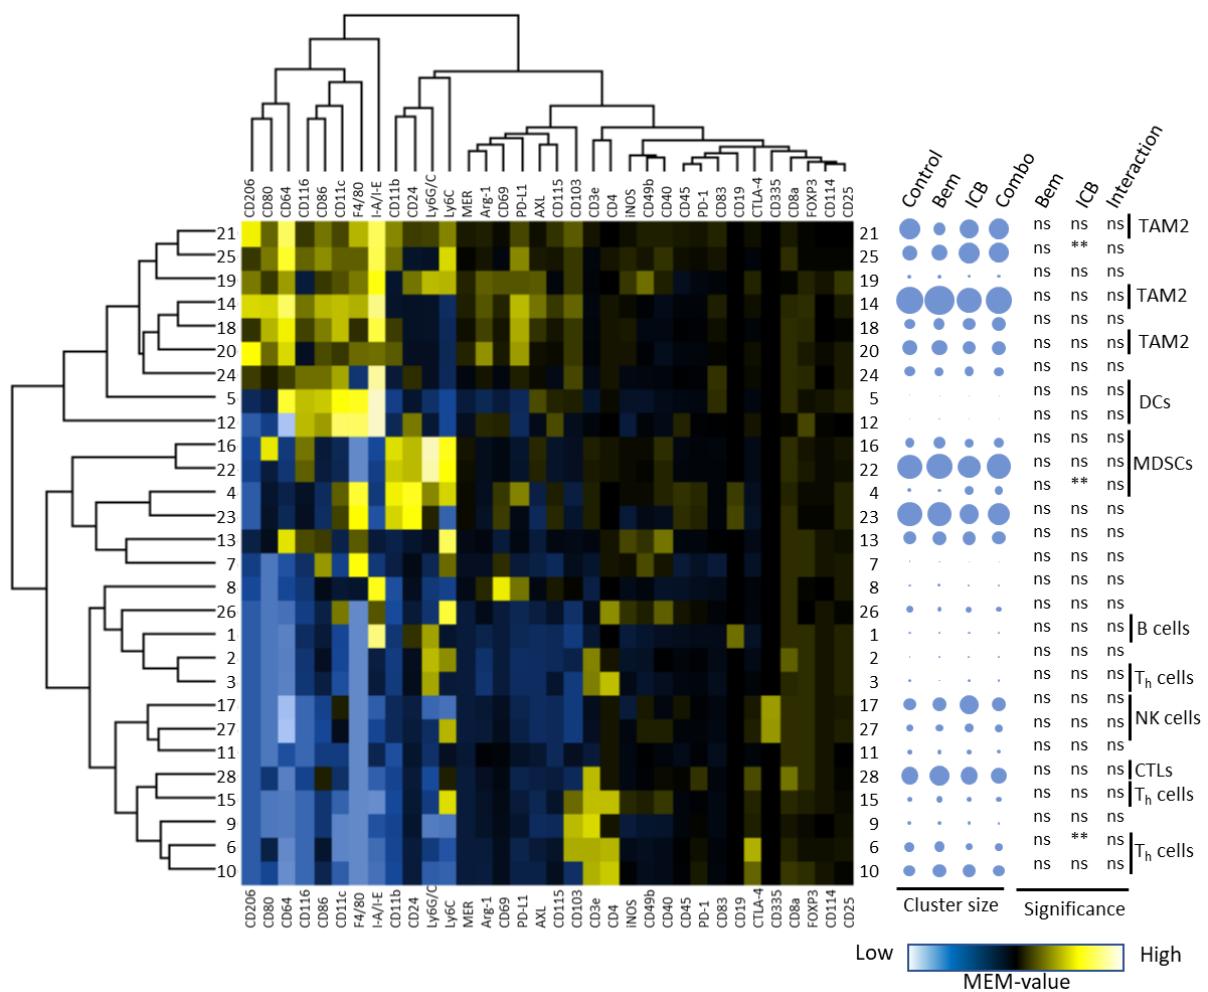 Control Bem ICB Combo Bem ICB Interaction
CD206 CD80 CD64 CD116 CD86 CD11c F4/80 I-A/I-E CD11b CD24 Ly6G/C Ly6C MER Arg-1 CD69 PD-L1 AXL CD115 CD103 CD3e CD4 iNOS CD49b CD40 CD45 PD-1 CD83 CD19 CTLA-4 CD335 CD8a FOXP3 CD114 CD25
21 21 ns ns ns TAM2
25 25 ns ** ns
19 19 ns ns ns
14 14 ns ns ns TAM2
18 18 ns ns ns
20 20 ns ns ns TAM2
24 24 ns ns ns
5 5 ns ns ns DCs
12 12 ns ns ns
16 16 ns ns ns
22 22 ns ns ns MDSCs
4 4 ns ** ns
23 23 ns ns ns
13 13 ns ns ns
7 7 ns ns ns
8 8 ns ns ns
26 26 ns ns ns
1 1 ns ns ns B cells
2 2 ns ns ns
3 3 ns ns ns Th cells
17 17 ns ns ns
27 27 ns ns ns NK cells
11 11 ns ns ns
28 28 ns ns ns CTLs
15 15 ns ns ns Th cells
9 9 ns ns ns
6 6 ns ** ns Th cells
10 10 ns ns ns
CD206 CD80 CD64 CD116 CD86 CD11c F4/80 I-A/I-E CD11b CD24 Ly6G/C Ly6C MER Arg-1 CD69 PD-L1 AXL CD115 CD103 CD3e CD4 iNOS CD49b CD40 CD45 PD-1 CD83 CD19 CTLA-4 CD335 CD8a FOXP3 CD114 CD25
Cluster size Significance
Low High
MEM-value